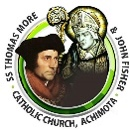 SS THOMAS MORE
& JOHN FISHER
- CATHOLIC CHURCH, ACHIMOTA -